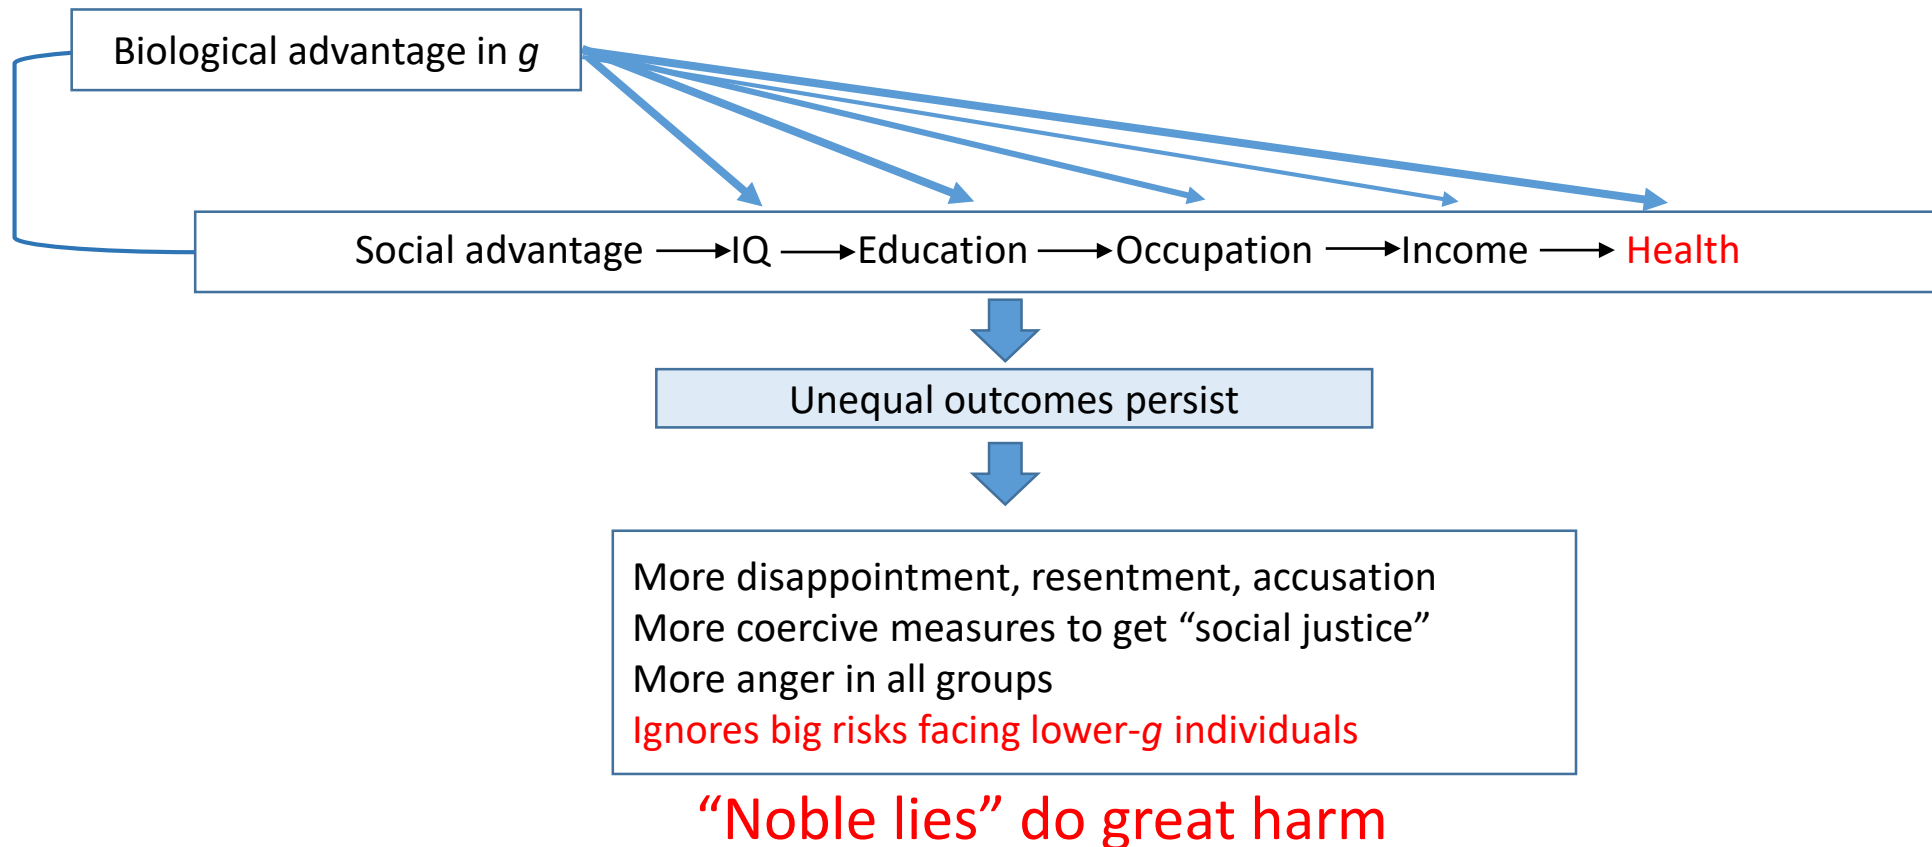 Biological advantage in g
Social advantage IQ Education Occupation Income Health
Unequal outcomes persist
More disappointment, resentment, accusation
More coercive measures to get “social justice”
More anger in all groups
Ignores big risks facing lower-g individuals
“Noble lies” do great harm